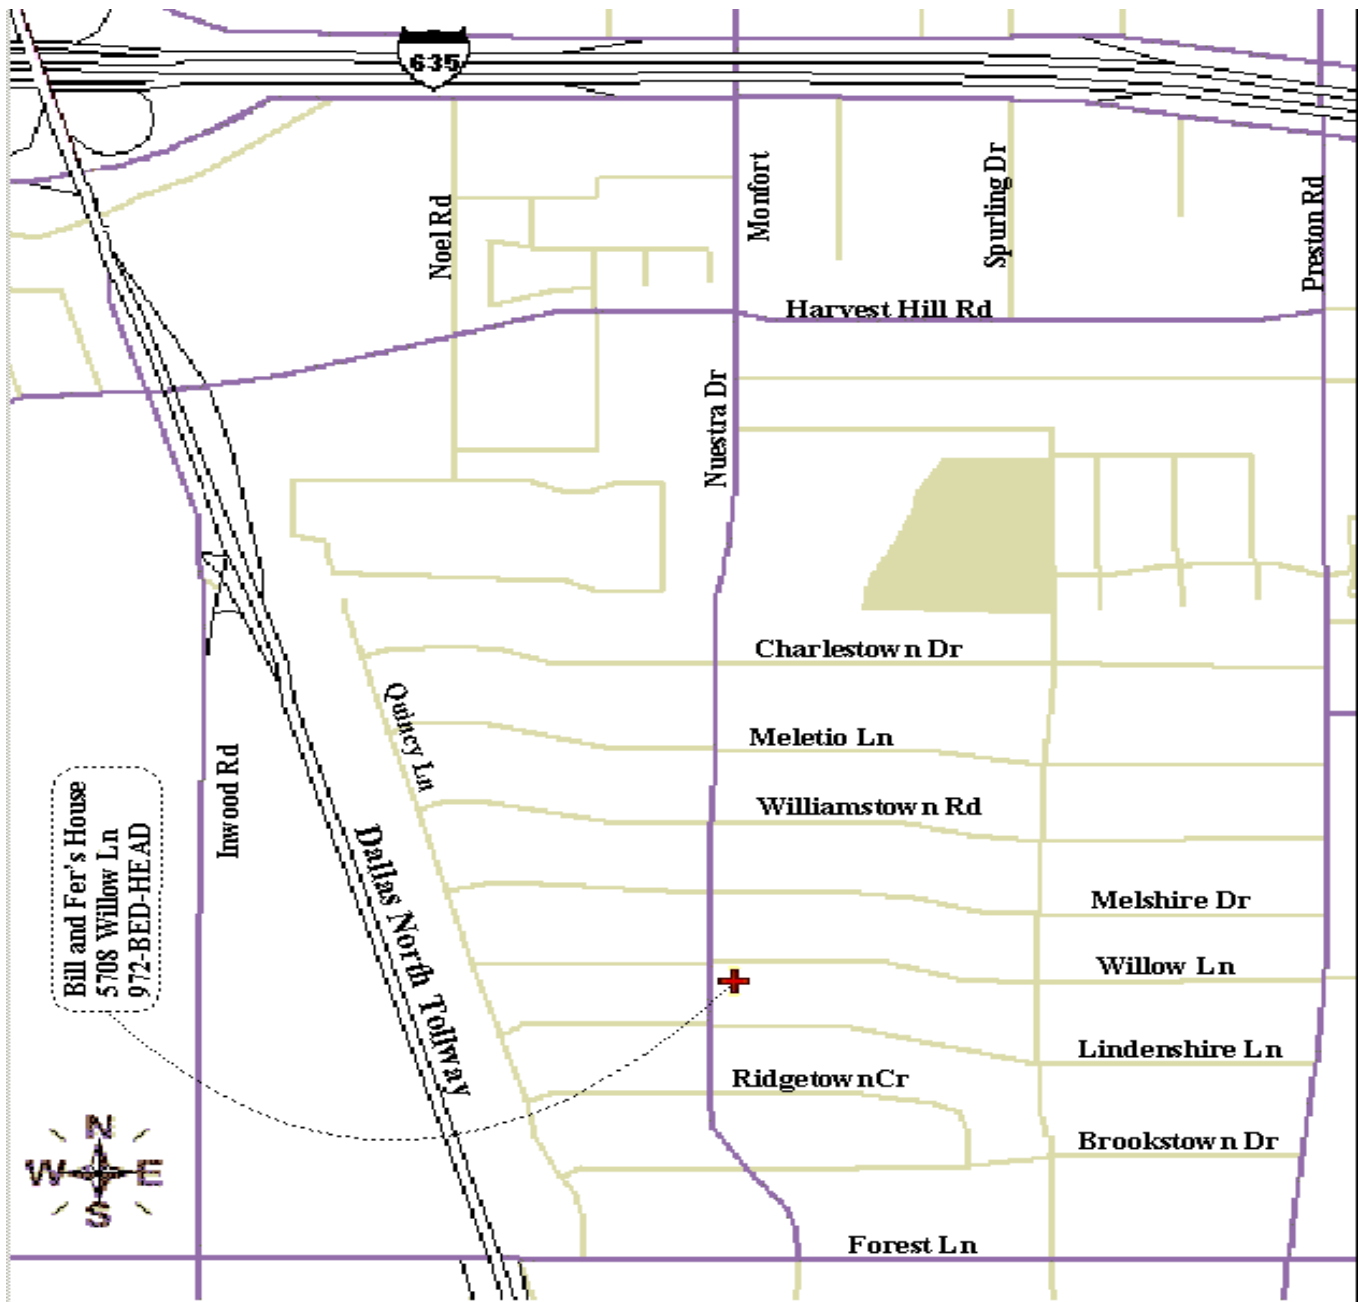 635
Noel Rd
Monfort
Spurling Dr
Preston Rd
Harvest Hill Rd
Nuestra Dr
Charlestown Dr
Quincy Ln
Meletio Ln
Inwood Rd
Williamstown Rd
Bill and Fer's House
5708 Willow Ln
972-BED-HEAD
Dallas North Tollway
Melshire Dr
Willow Ln
Lindenshire Ln
Ridgetown Cr
N
W E
S
Brookstown Dr
Forest Ln